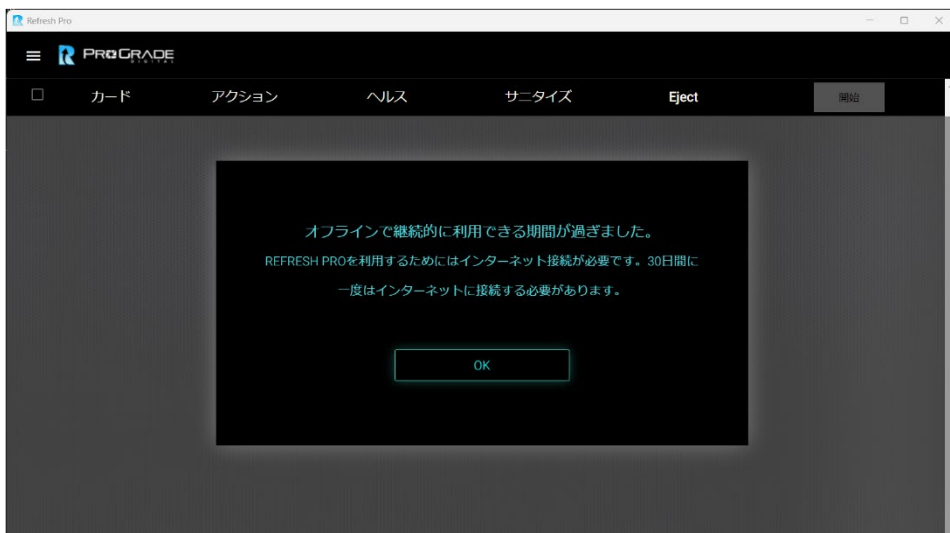 Refresh Pro
PROGRADE
DIGITAL
カード アクション ヘルス サニタイズ Eject 開始
オフラインで継続的に利用できる期間が過ぎました。
REFRESH PROを利用するためにはインターネット接続が必要です。30日間に
一度はインターネットに接続する必要があります。
OK